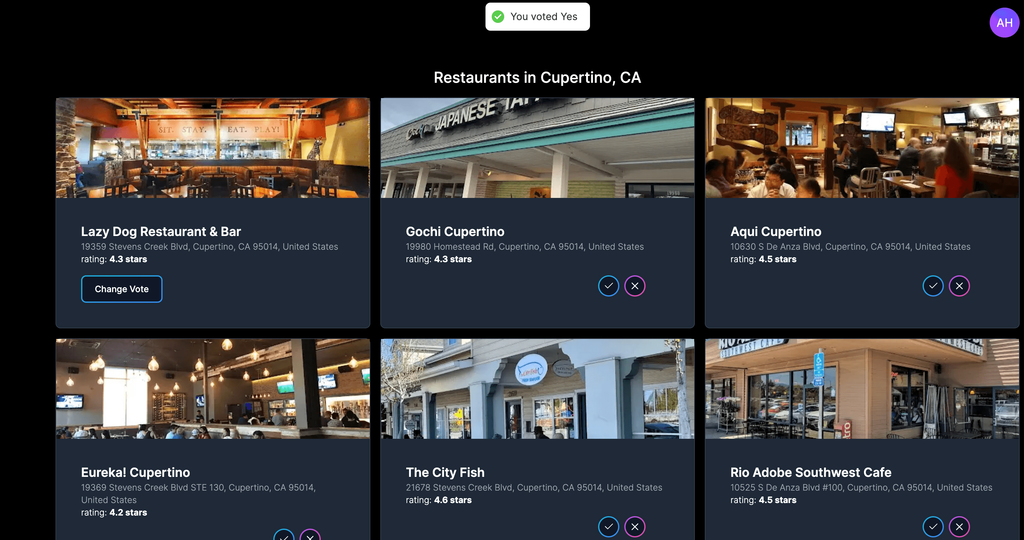 You voted Yes
AH
Restaurants in Cupertino, CA
SIT. STAY. EAT. PLAY!
JAPANESE
Lazy Dog Restaurant & Bar
19359 Stevens Creek Blvd, Cupertino, CA 95014, United States
rating: 4.3 stars
Change Vote
Gochi Cupertino
19980 Homestead Rd, Cupertino, CA 95014, United States
rating: 4.3 stars
Aqui Cupertino
10630 S De Anza Blvd, Cupertino, CA 95014, United States
rating: 4.5 stars
Eureka! Cupertino
19369 Stevens Creek Blvd STE 130, Cupertino, CA 95014,
United States
rating: 4.2 stars
The City Fish
21678 Stevens Creek Blvd, Cupertino, CA 95014, United States
rating: 4.6 stars
Rio Adobe Southwest Cafe
10525 S De Anza Blvd #100, Cupertino, CA 95014, United States
rating: 4.5 stars